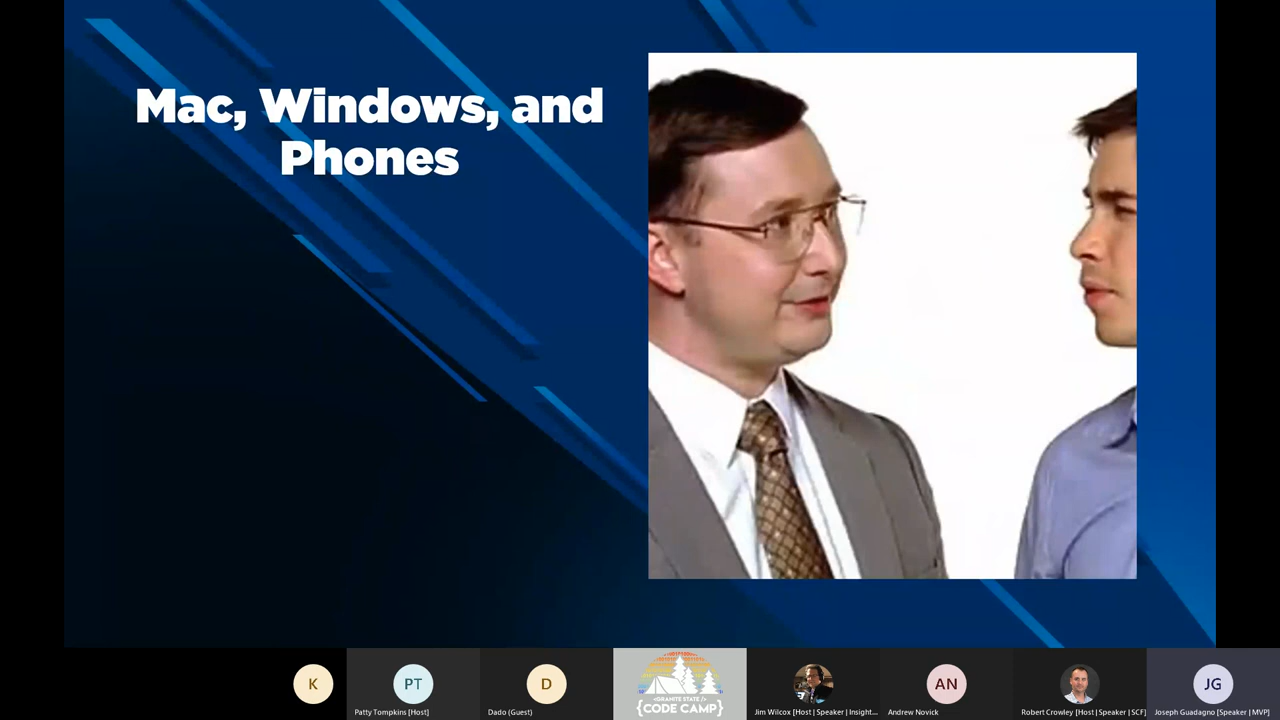 Mac, Windows, and
Phones
K
PT
Patty Tompkins [Host]
D
Dado (Guest)
<GRANITE STATE />
{CODE CAMP}
Jim Wilcox [Host | Speaker | Insight...
AN
Andrew Novick
Robert Crowley [Host | Speaker | SCF]
JG
Joseph Guadagno [Speaker | MVP]